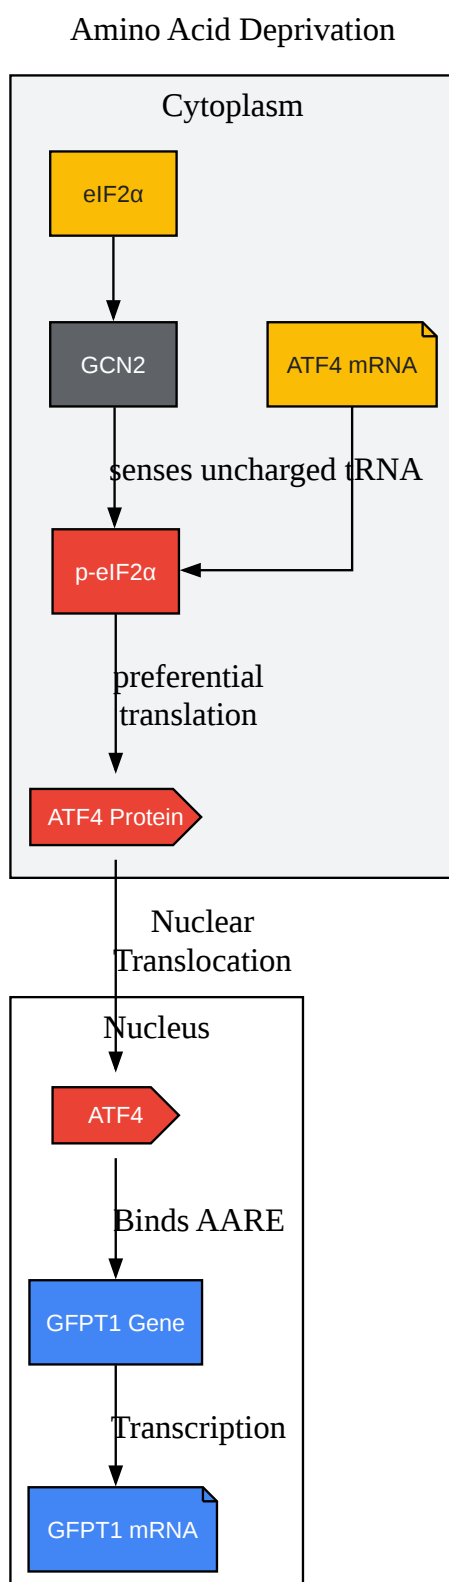 Amino Acid Deprivation
Cytoplasm
eIF2α
GCN2
ATF4 mRNA
senses uncharged tRNA
p-eIF2α
preferential
translation
ATF4 Protein
Nuclear
Translocation
Nucleus
ATF4
Binds AARE
GFPT1 Gene
Transcription
GFPT1 mRNA